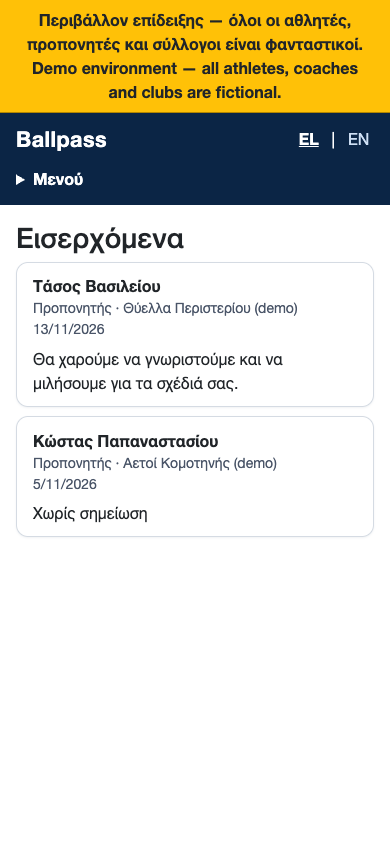 Περιβάλλον επίδειξης — όλοι οι αθλητές,
προπονητές και σύλλογοι είναι φανταστικοί.
Demo environment — all athletes, coaches
and clubs are fictional.
Ballpass
EL | EN
Μενού
Εισερχόμενα
Τάσος Βασιλείου
Προπονητής · Θύελλα Περιστερίου (demo)
13/11/2026
Θα χαρούμε να γνωριστούμε και να
μιλήσουμε για τα σχέδιά σας.
Κώστας Παπαναστασίου
Προπονητής · Αετοί Κομοτηνής (demo)
5/11/2026
Χωρίς σημείωση